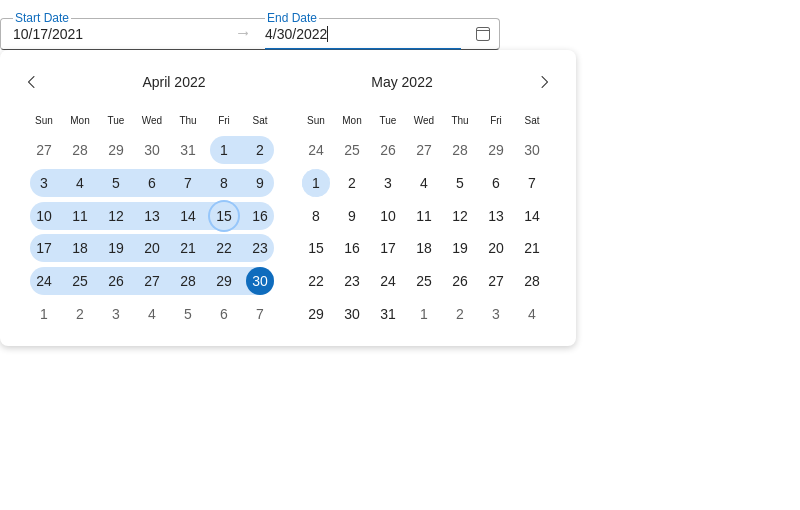 Start Date End Date
10/17/2021 → 4/30/2022
April 2022 May 2022
Sun Mon Tue Wed Thu Fri Sat Sun Mon Tue Wed Thu Fri Sat
27 28 29 30 31 1 2 24 25 26 27 28 29 30
3 4 5 6 7 8 9 1 2 3 4 5 6 7
10 11 12 13 14 15 16 8 9 10 11 12 13 14
17 18 19 20 21 22 23 15 16 17 18 19 20 21
24 25 26 27 28 29 30 22 23 24 25 26 27 28
1 2 3 4 5 6 7 29 30 31 1 2 3 4